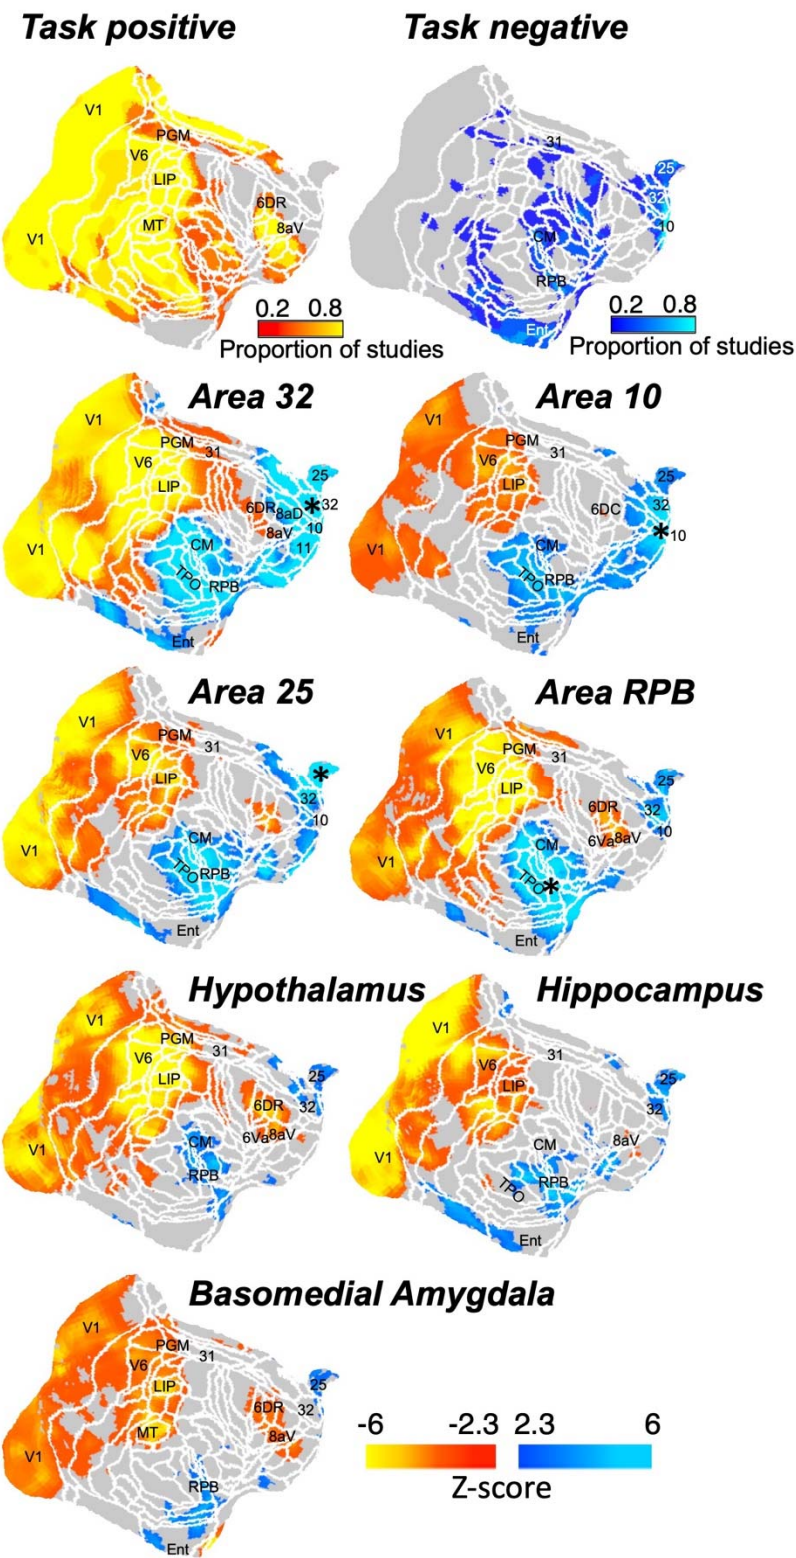 Task positive
Task negative
V1
PGM
V6
LIP
6DR
MT
8aV
V1
0.2 0.8
Proportion of studies
31
25
32
10
CM
RPB
Ent
0.2 0.8
Proportion of studies
Area 32
V1
PGM
31
V6
25
LIP
* 32
6DR 8aD
10
8aV
V1
CM
11
TPO
RPB
Ent
Area 10
V1
PGM
31
V6
25
LIP
32
6DC
* 10
V1
CM
TPO
RPB
Ent
Area 25
V1
PGM
31
V6
*
LIP
32
10
V1
CM
TPO
RPB
Ent
Area RPB
V1
PGM
31
V6
25
LIP
6DR
32
6Va 8aV
10
V1
CM
TPO *
Ent
Hypothalamus
V1
PGM
31
V6
25
LIP
6DR
32
6Va 8aV
V1
CM
RPB
Hippocampus
V1
31
V6
25
LIP
32
CM
8aV
V1
TPO
RPB
Ent
Basomedial Amygdala
V1
PGM
31
V6
25
LIP
6DR
32
MT
8aV
V1
RPB
Ent
-6 -2.3 2.3 6
Z-score